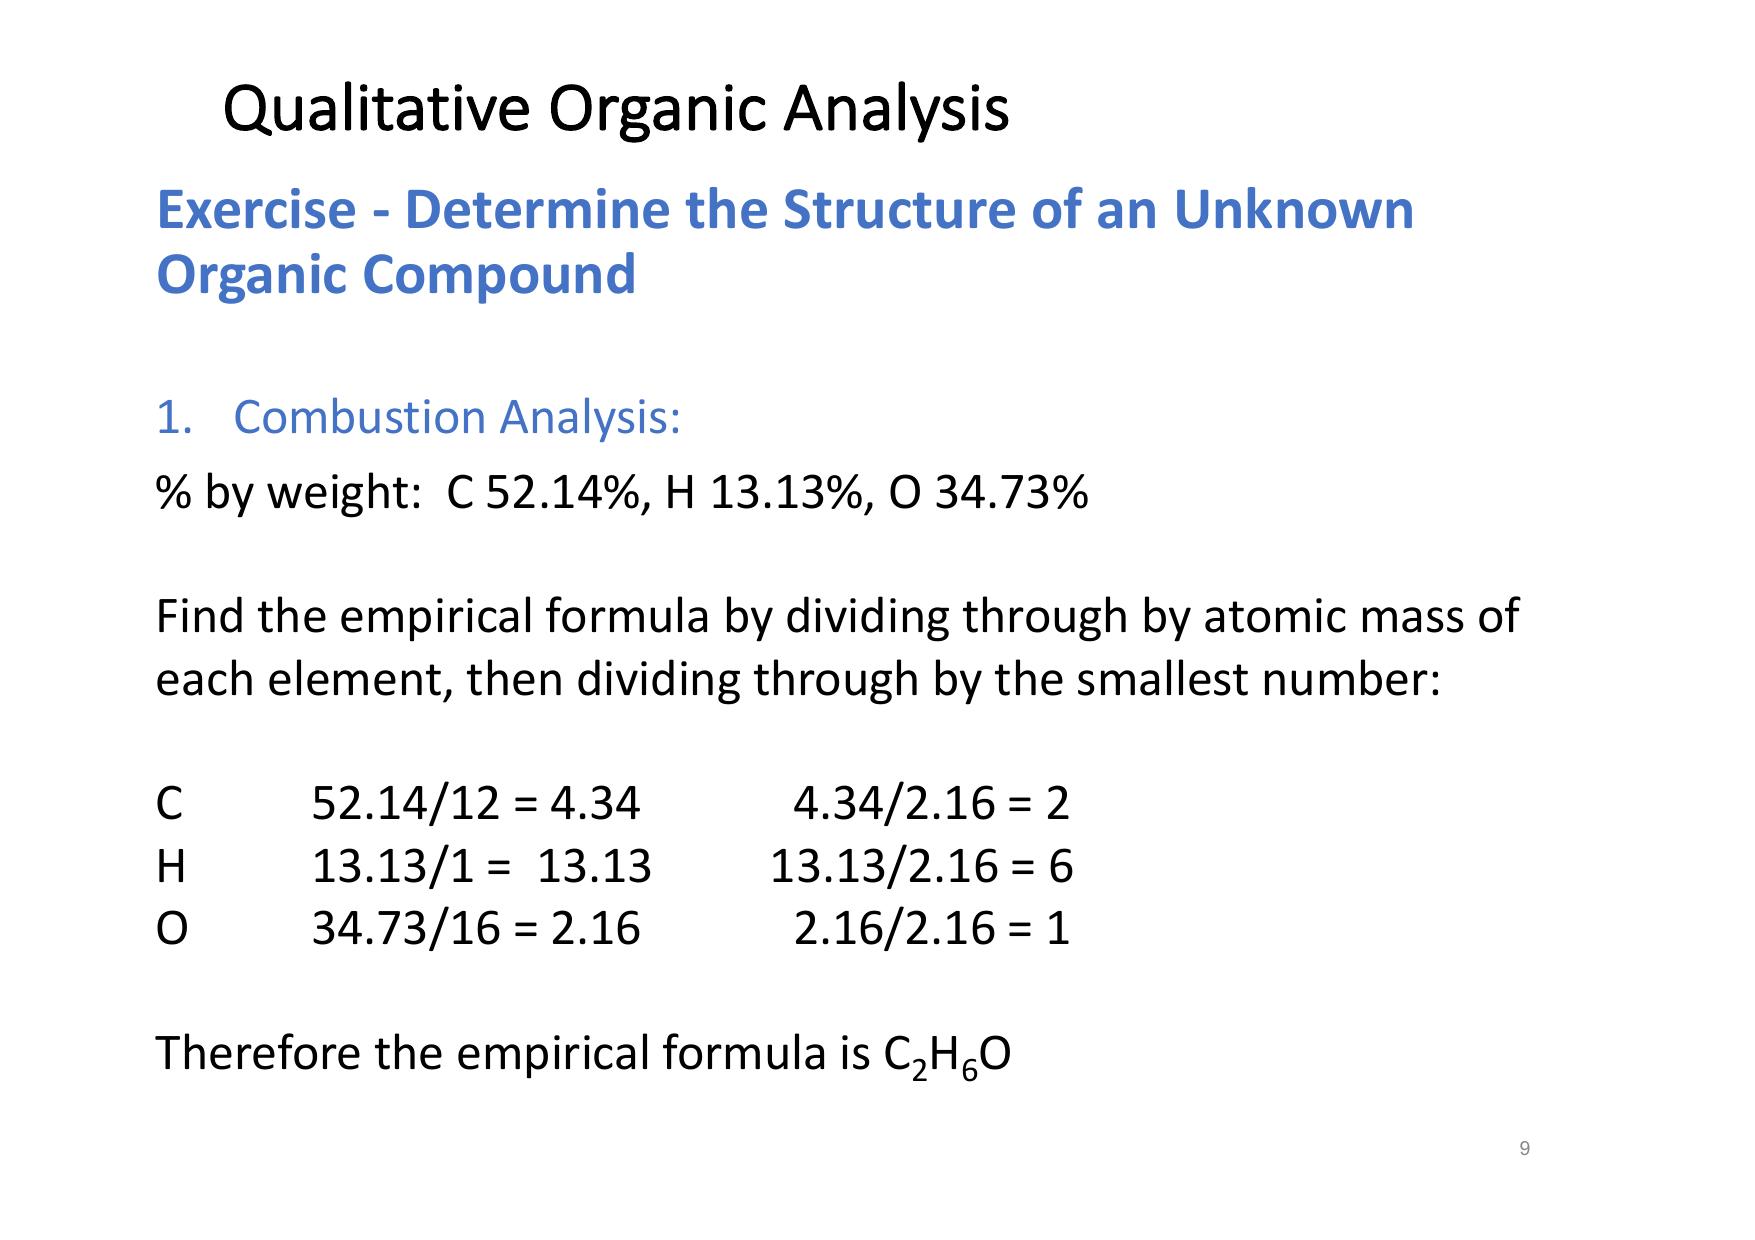 Qualitative Organic Analysis
Exercise - Determine the Structure of an Unknown
Organic Compound
1. Combustion Analysis:
% by weight: C 52.14%, H 13.13%, O 34.73%
Find the empirical formula by dividing through by atomic mass of
each element, then dividing through by the smallest number:
C 52.14/12 = 4.34 4.34/2.16 = 2
H 13.13/1 = 13.13 13.13/2.16 = 6
O 34.73/16 = 2.16 2.16/2.16 = 1
Therefore the empirical formula is C₂H₆O
9